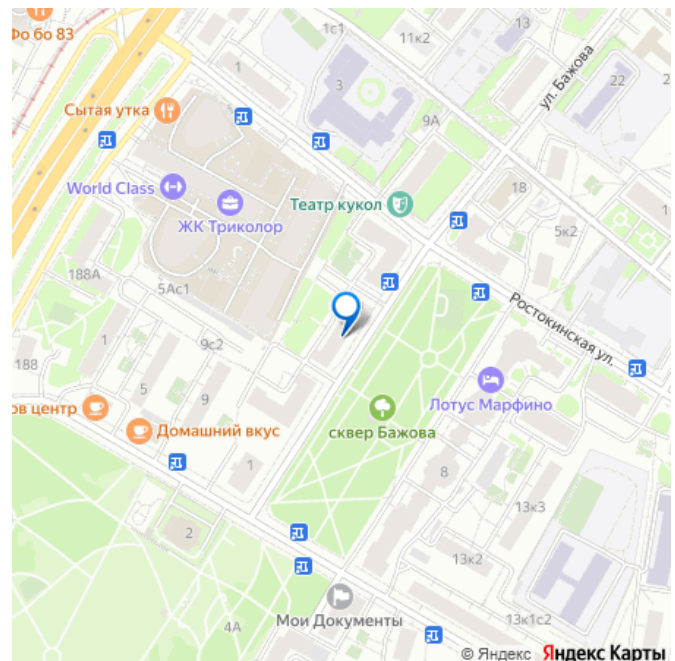 Фо бо 83
1с1
11к2
13
ул. Бажова
22
2
1
3
9А
Сытая утка
World Class
ЖК Триколор
Театр кукол
18
5к2
1
188А
5Ас1
9с2
Ростокинская ул.
188
1
5
9
Лотус Марфино
ов центр
Домашний вкус
сквер Бажова
1
8
13к3
2
13к2
4А
Мои Документы
13к1с2
© Яндекс Яндекс Карты